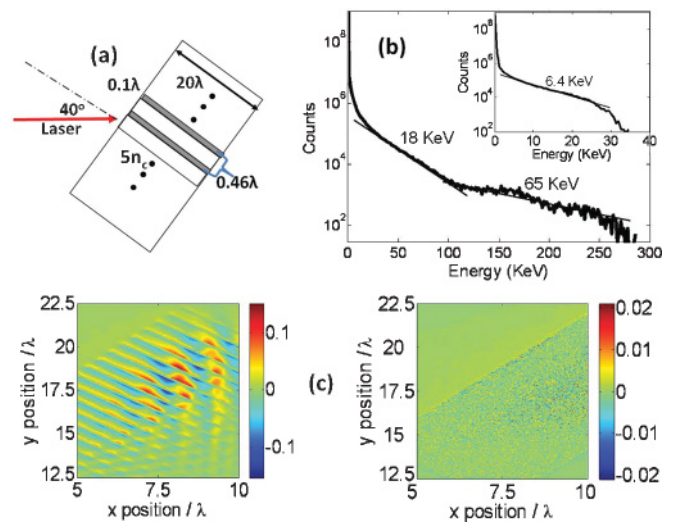 (a)
0.1λ
20λ
40°
Laser
5nc
0.46λ
(b)
Counts
10^8
10^6
10^4
10^2
18 KeV
65 KeV
0 50 100 150 200 250 300
Energy (KeV)
Counts
10^8
10^6
10^4
10^2
6.4 KeV
0 10 20 30 40
Energy (KeV)
(c)
y position / λ
22.5
20
17.5
15
12.5
5 7.5 10
x position / λ
0.1
0
-0.1
y position / λ
22.5
20
17.5
15
12.5
5 7.5 10
x position / λ
0.02
0.01
0
-0.01
-0.02